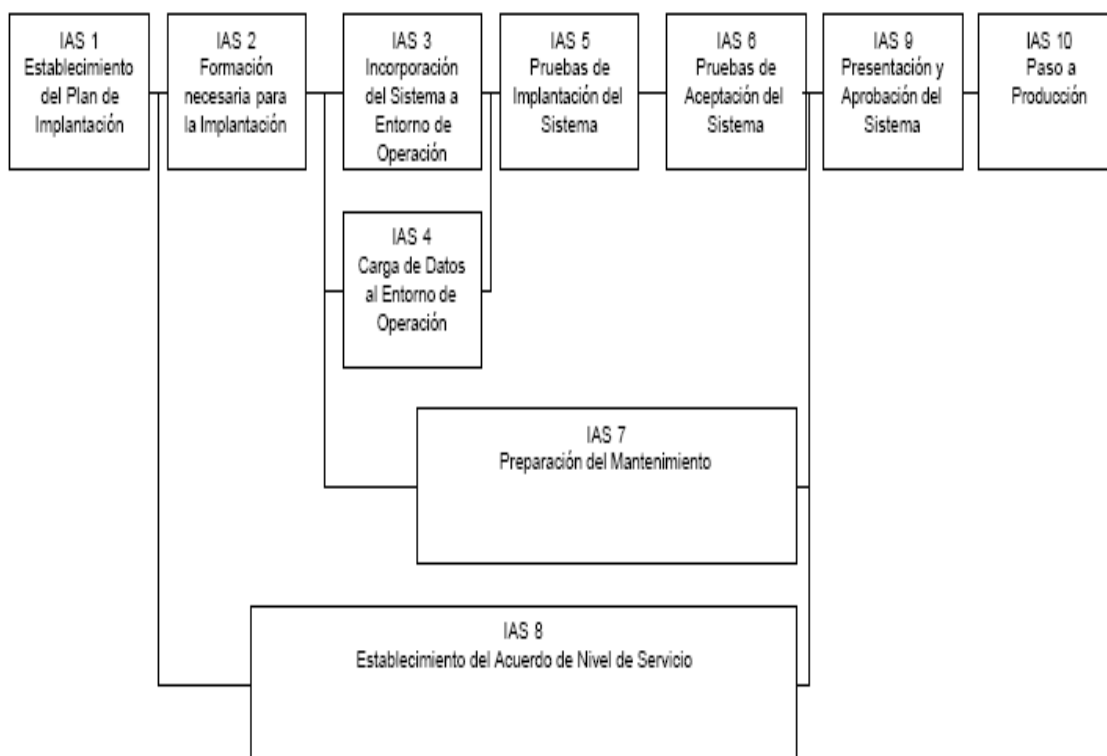 IAS 1
Establecimiento
del Plan de
Implantación
IAS 2
Formación
necesaria para
la Implantación
IAS 3
Incorporación
del Sistema a
Entorno de
Operación
IAS 5
Pruebas de
Implantación del
Sistema
IAS 6
Pruebas de
Aceptación del
Sistema
IAS 9
Presentación y
Aprobación del
Sistema
IAS 10
Paso a
Producción
IAS 4
Carga de Datos
al Entorno de
Operación
IAS 7
Preparación del Mantenimiento
IAS 8
Establecimiento del Acuerdo de Nivel de Servicio